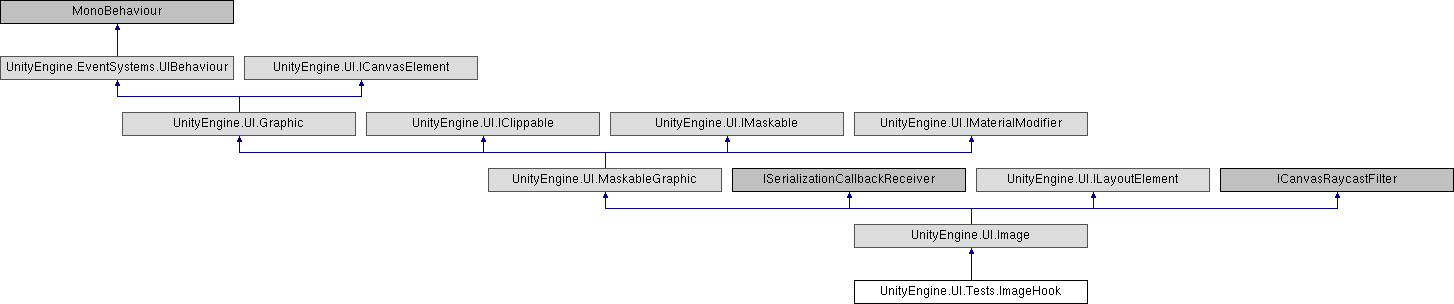 MonoBehaviour
UnityEngine.EventSystems.UIBehaviour UnityEngine.UI.ICanvasElement
UnityEngine.UI.Graphic UnityEngine.UI.IClippable UnityEngine.UI.IMaskable UnityEngine.UI.IMaterialModifier
UnityEngine.UI.MaskableGraphic ISerializationCallbackReceiver UnityEngine.UI.ILayoutElement ICanvasRaycastFilter
UnityEngine.UI.Image
UnityEngine.UI.Tests.ImageHook